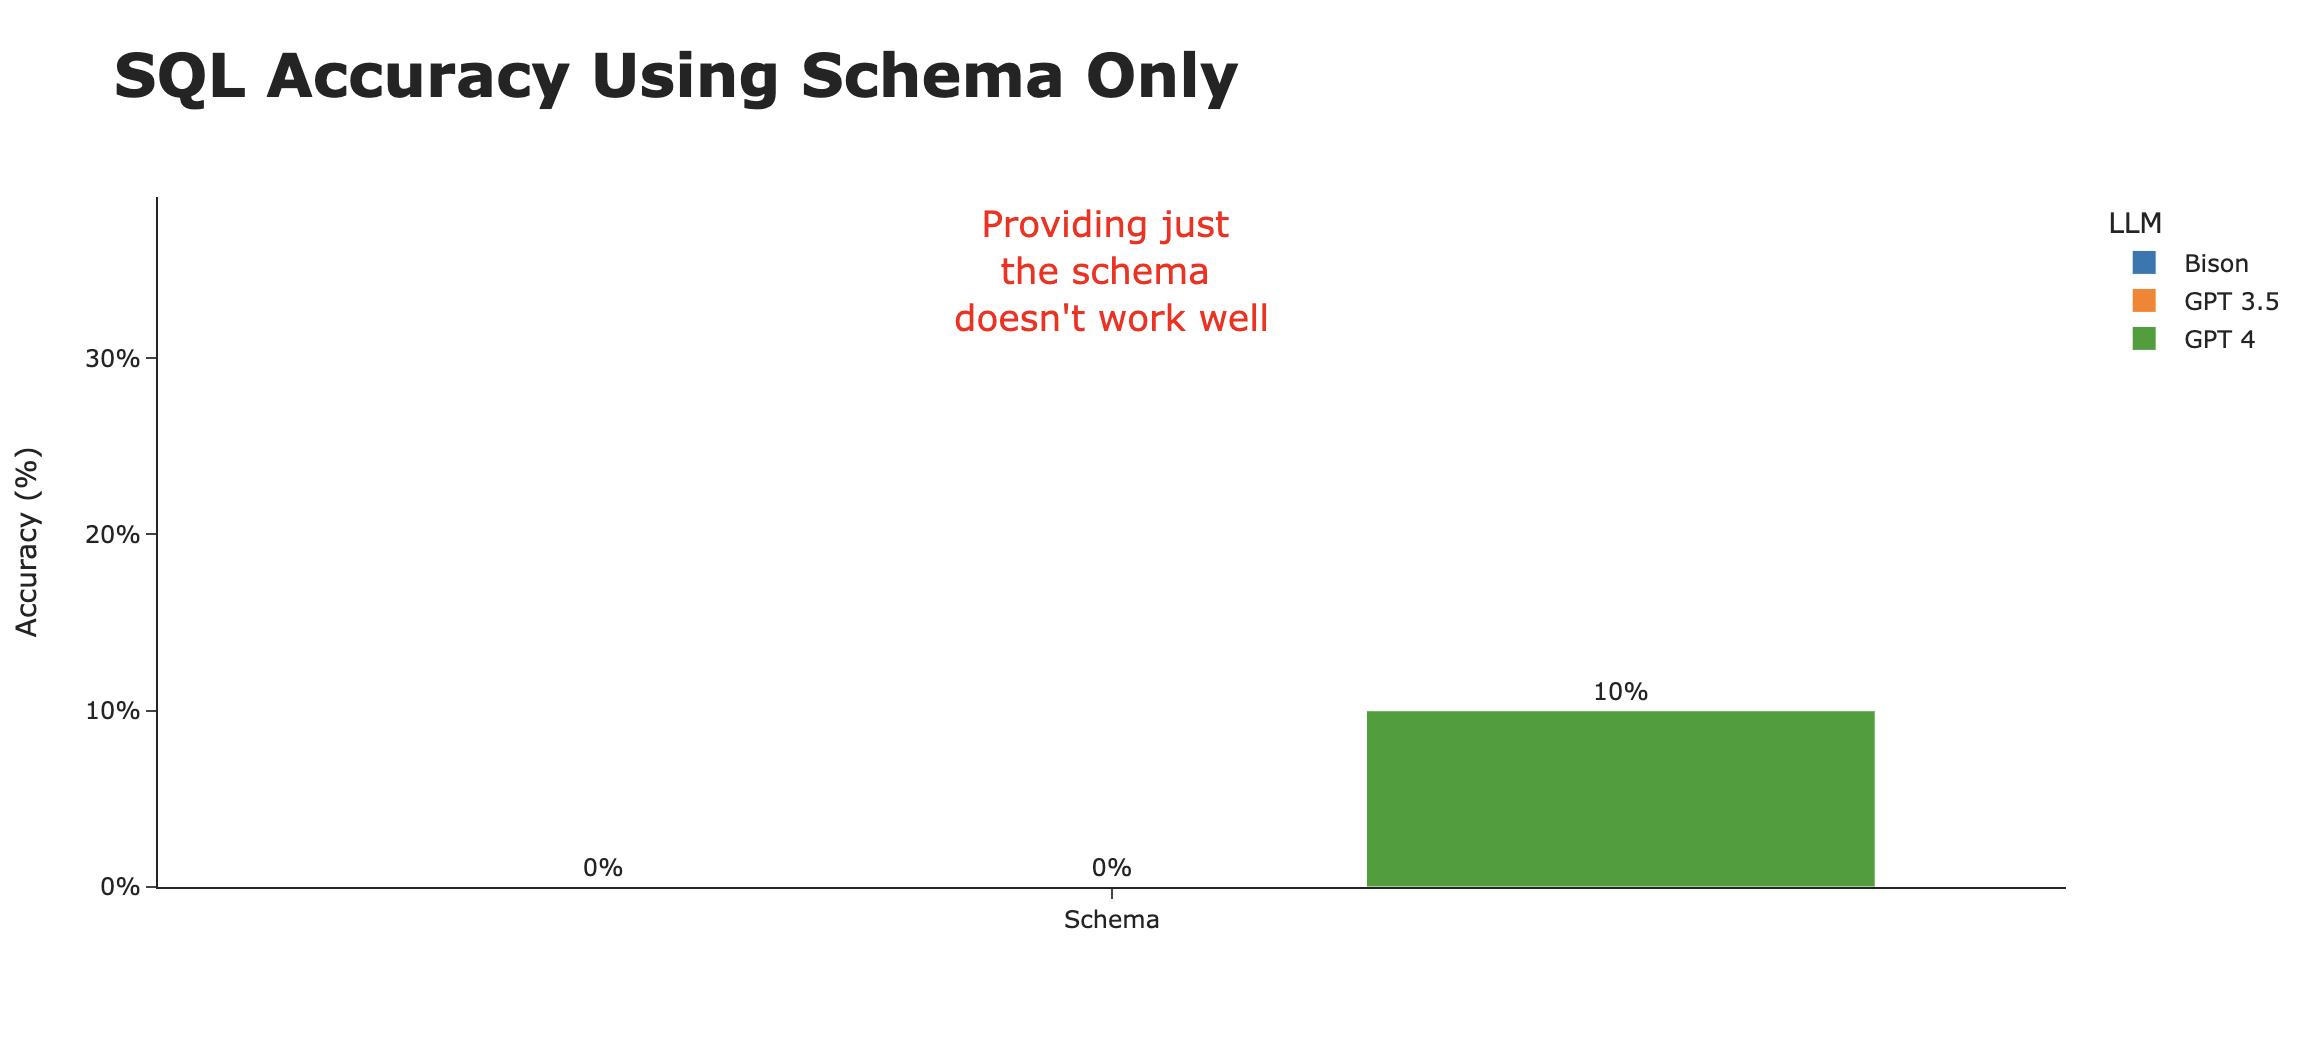 SQL Accuracy Using Schema Only
Providing just
the schema
doesn't work well
LLM
Bison
GPT 3.5
GPT 4
Accuracy (%)
30%
20%
10%
0%
0%
0%
10%
Schema